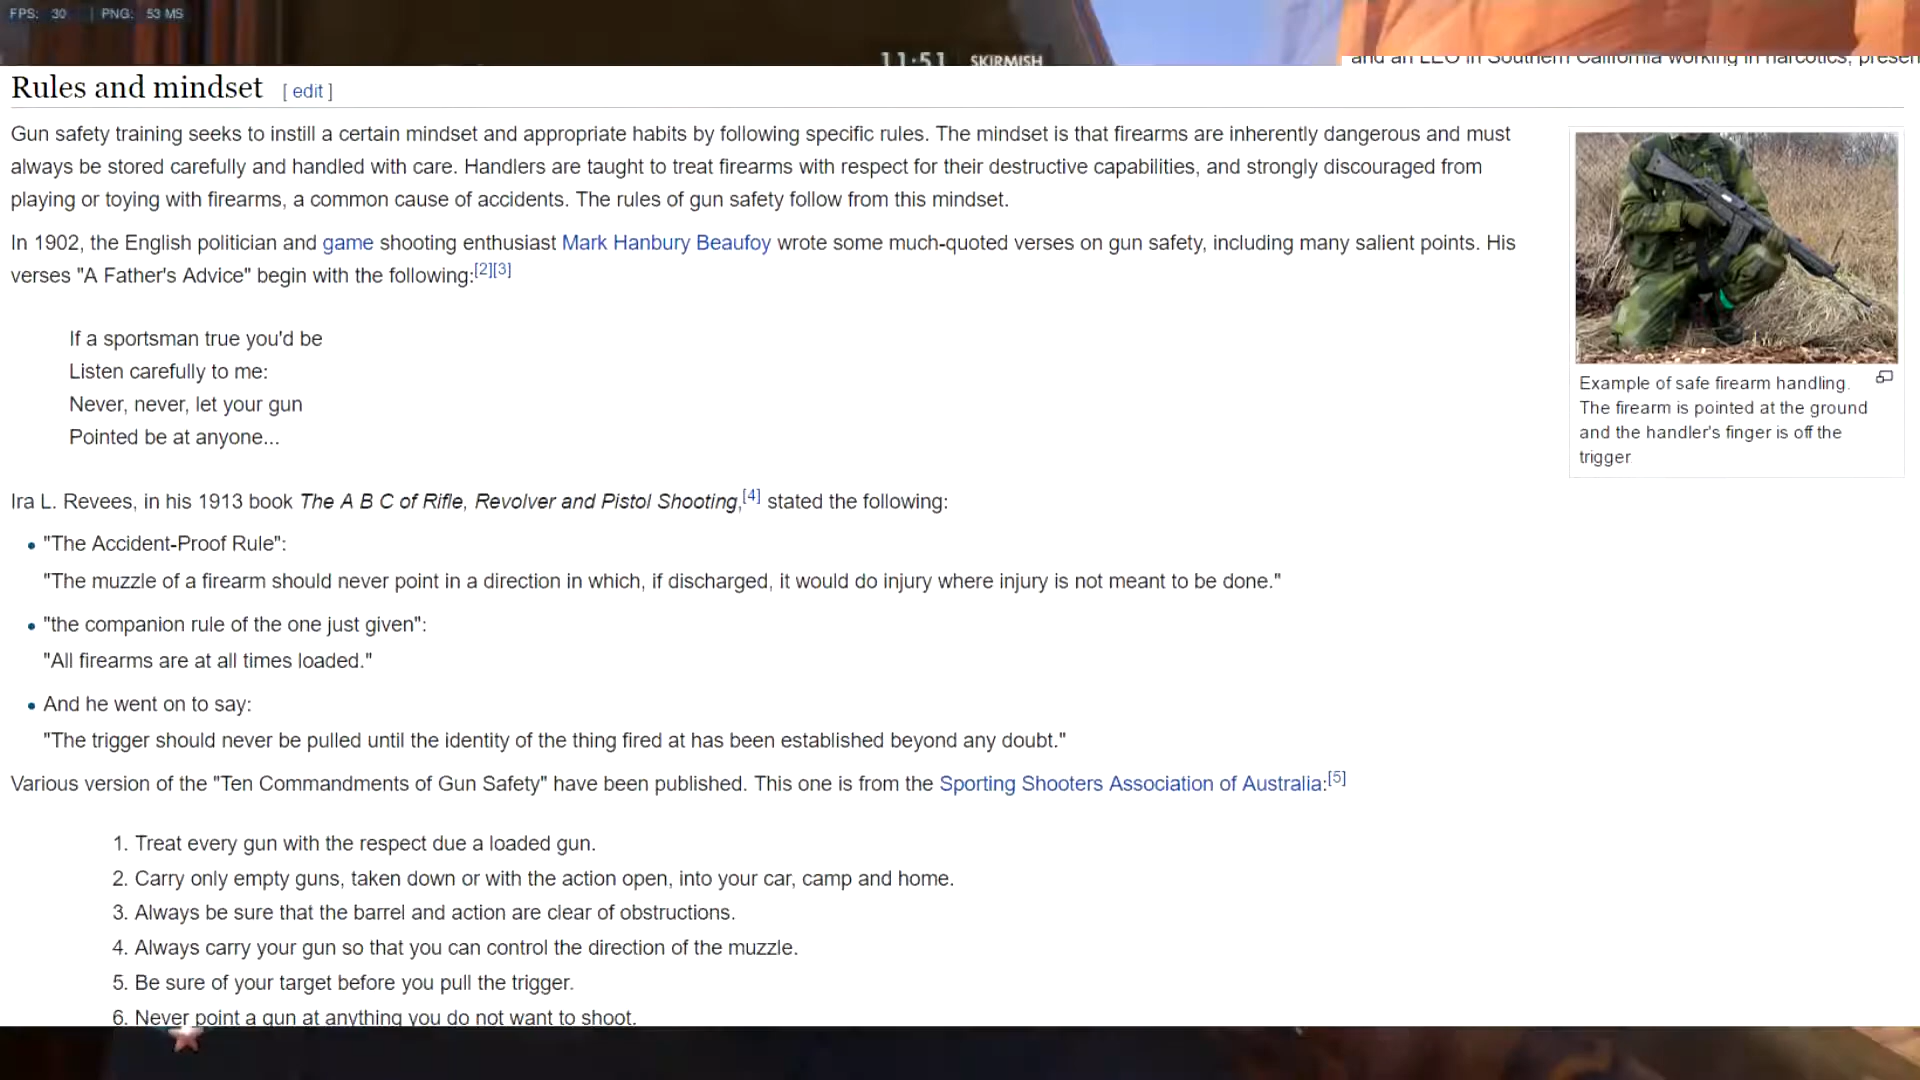 FPS: 30 | PNG: 53 MS
11:51 | SKIRMISH
and an LEO in Southern California working in narcotics, presen
Rules and mindset [ edit ]
Gun safety training seeks to instill a certain mindset and appropriate habits by following specific rules. The mindset is that firearms are inherently dangerous and must
always be stored carefully and handled with care. Handlers are taught to treat firearms with respect for their destructive capabilities, and strongly discouraged from
playing or toying with firearms, a common cause of accidents. The rules of gun safety follow from this mindset.
In 1902, the English politician and game shooting enthusiast Mark Hanbury Beaufoy wrote some much-quoted verses on gun safety, including many salient points. His
verses "A Father's Advice" begin with the following:[2][3]
If a sportsman true you'd be
Listen carefully to me:
Never, never, let your gun
Pointed be at anyone...
Example of safe firearm handling.
The firearm is pointed at the ground
and the handler's finger is off the
trigger
Ira L. Revees, in his 1913 book The A B C of Rifle, Revolver and Pistol Shooting,[4] stated the following:
• "The Accident-Proof Rule":
"The muzzle of a firearm should never point in a direction in which, if discharged, it would do injury where injury is not meant to be done."
• "the companion rule of the one just given":
"All firearms are at all times loaded."
• And he went on to say:
"The trigger should never be pulled until the identity of the thing fired at has been established beyond any doubt."
Various version of the "Ten Commandments of Gun Safety" have been published. This one is from the Sporting Shooters Association of Australia:[5]
1. Treat every gun with the respect due a loaded gun.
2. Carry only empty guns, taken down or with the action open, into your car, camp and home.
3. Always be sure that the barrel and action are clear of obstructions.
4. Always carry your gun so that you can control the direction of the muzzle.
5. Be sure of your target before you pull the trigger.
6. Never point a gun at anything you do not want to shoot.